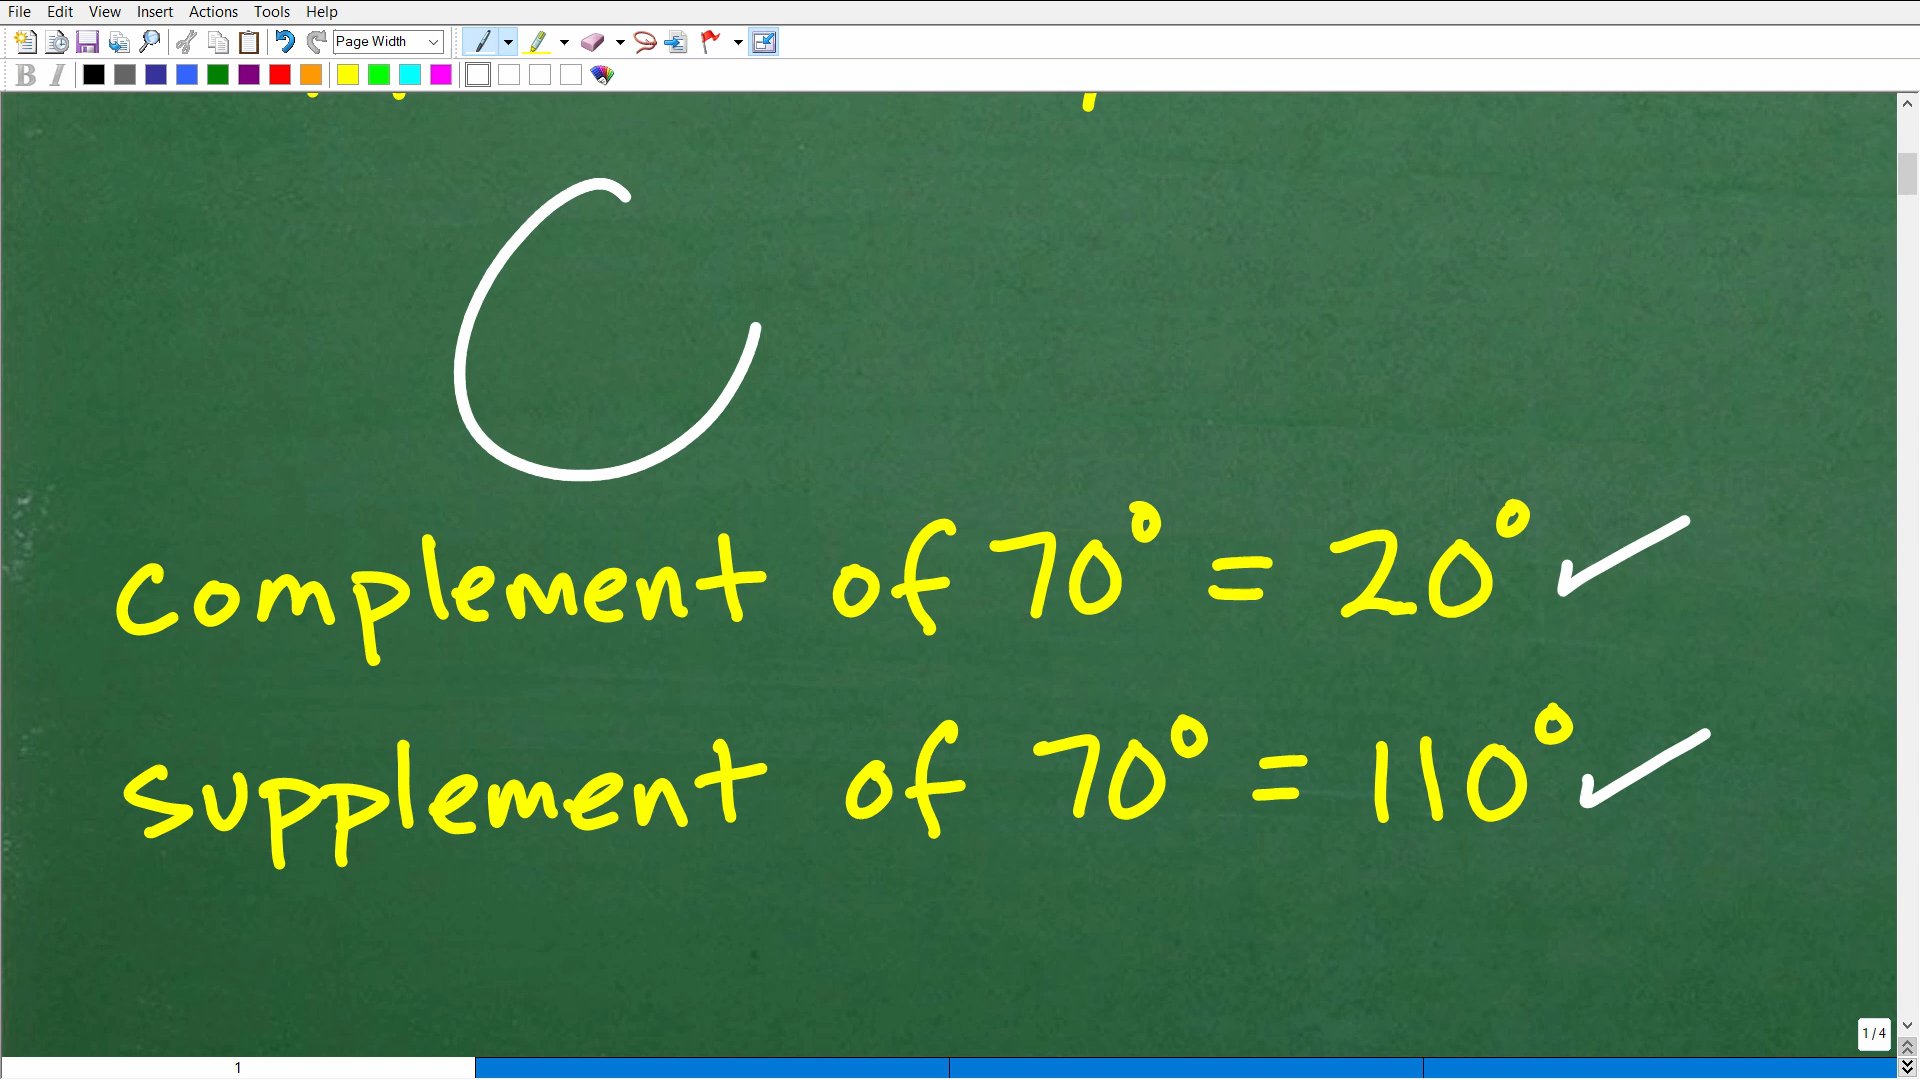 File Edit View Insert Actions Tools Help
Page Width
B I
complement of 70° = 20° ✓
supplement of 70° = 110° ✓
1 / 4
1